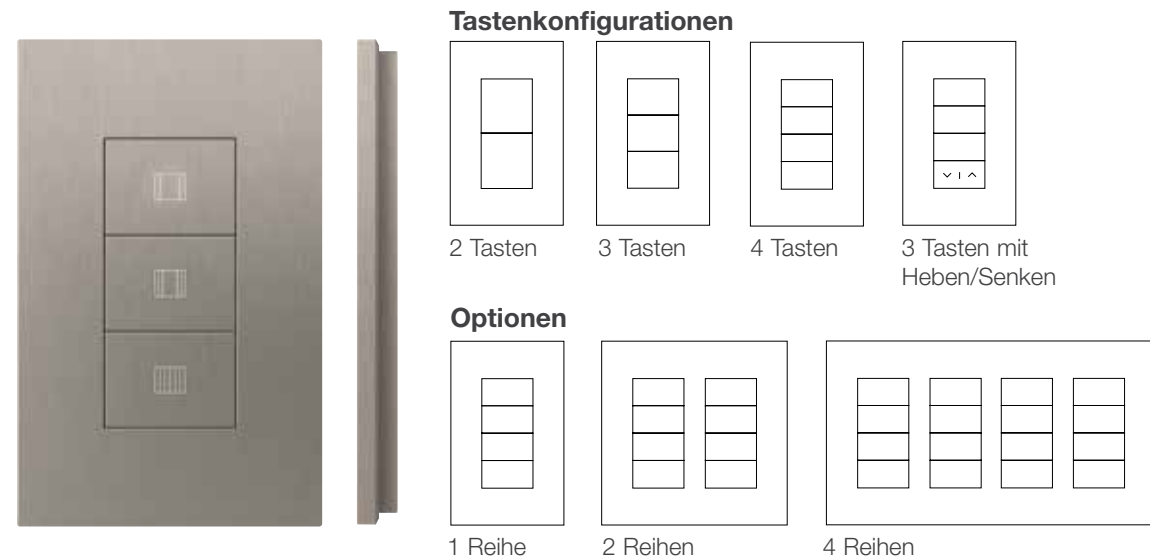 Tastenkonfigurationen
2 Tasten
3 Tasten
4 Tasten
3 Tasten mit
Heben/Senken
Optionen
1 Reihe
2 Reihen
4 Reihen